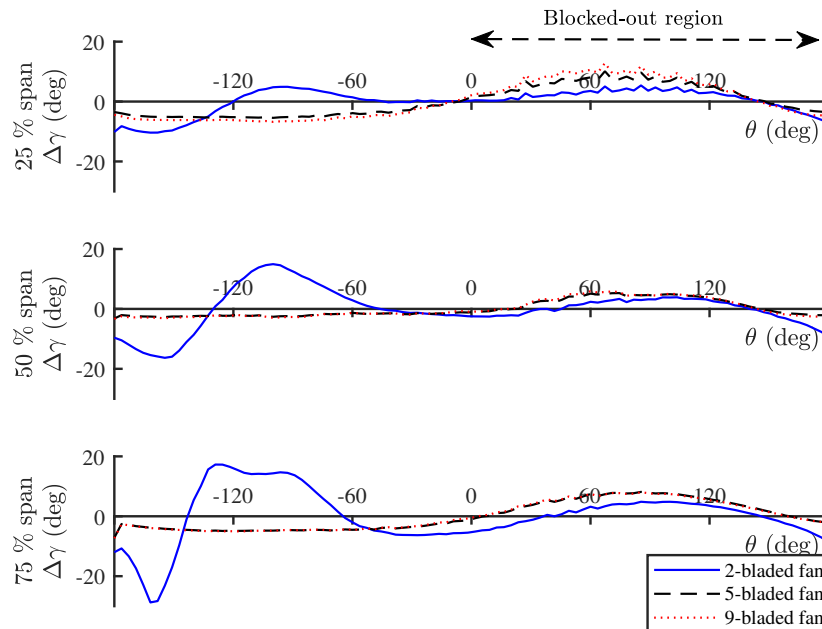 Blocked-out region
20
0
-20
-120
-60
0
60
120
θ (deg)
25 % span
Δγ (deg)
20
0
-20
-120
-60
0
60
120
θ (deg)
50 % span
Δγ (deg)
20
0
-20
-120
-60
0
60
120
θ (deg)
75 % span
Δγ (deg)
2-bladed fan
5-bladed fan
9-bladed fan